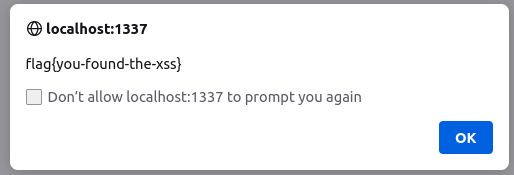 localhost:1337
flag{you-found-the-xss}
Don’t allow localhost:1337 to prompt you again
OK